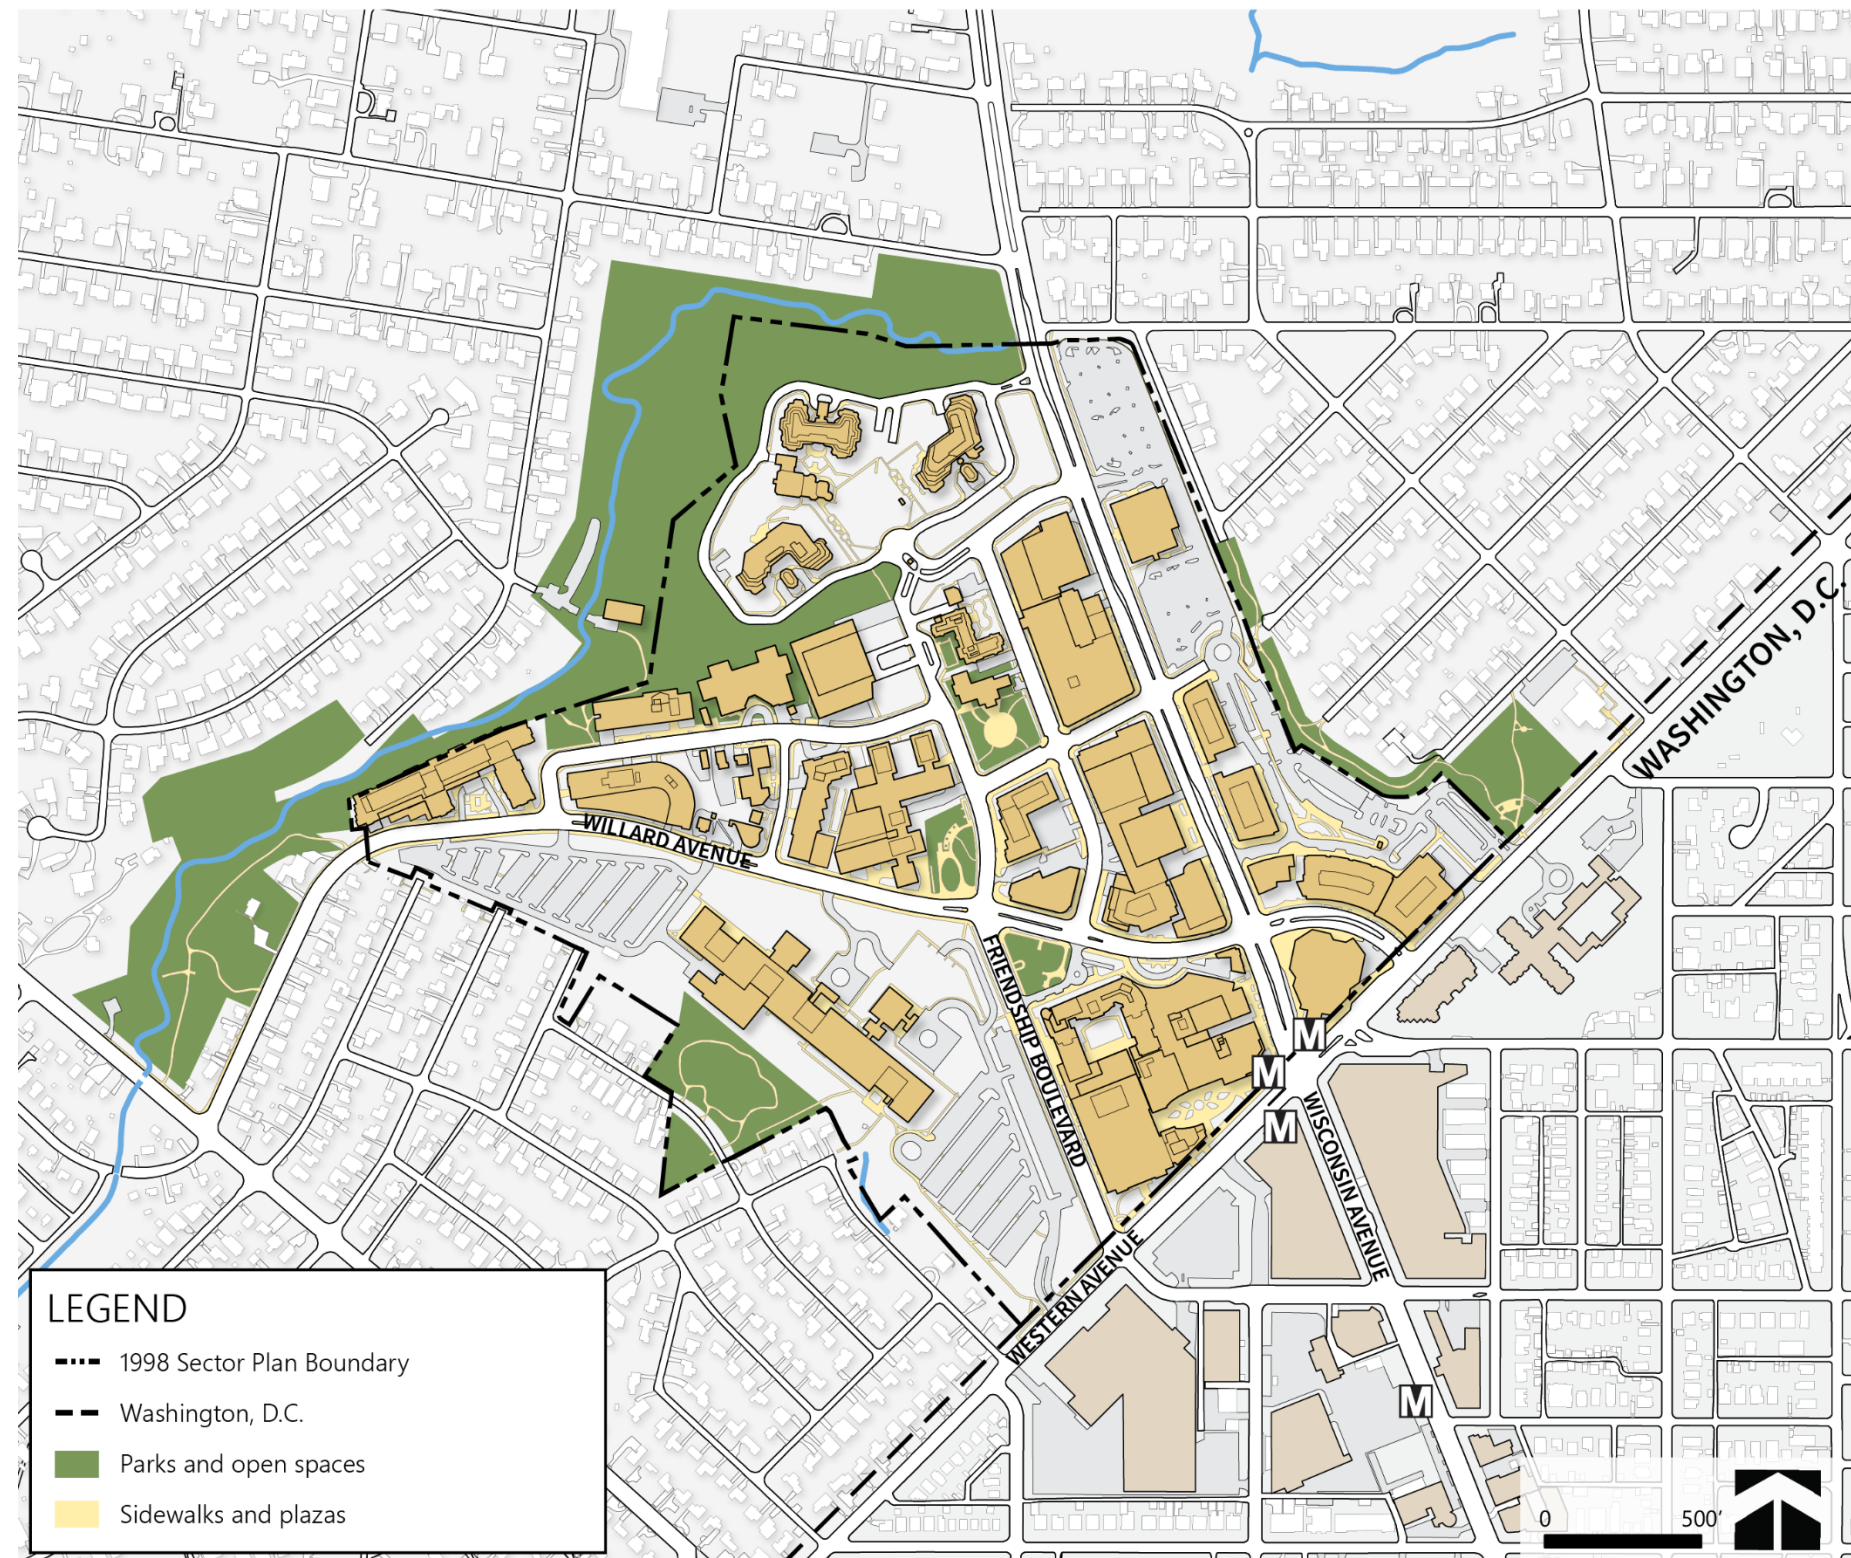 WASHINGTON, D.C.
WILLARD AVENUE
FRIENDSHIP BOULEVARD
M
M
M
WISCONSIN AVENUE
WESTERN AVENUE
M
LEGEND
1998 Sector Plan Boundary
Washington, D.C.
Parks and open spaces
Sidewalks and plazas
0 500'